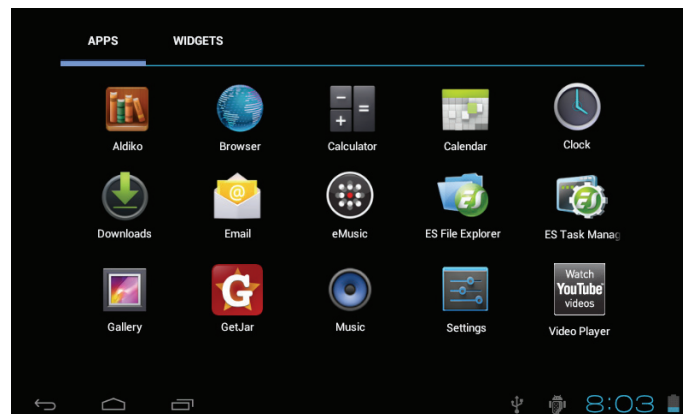 APPS WIDGETS
Aldiko Browser Calculator Calendar Clock
@
Downloads Email eMusic ES File Explorer ES Task Manag
G
Watch
YouTube
videos
Gallery GetJar Music Settings Video Player
8:03